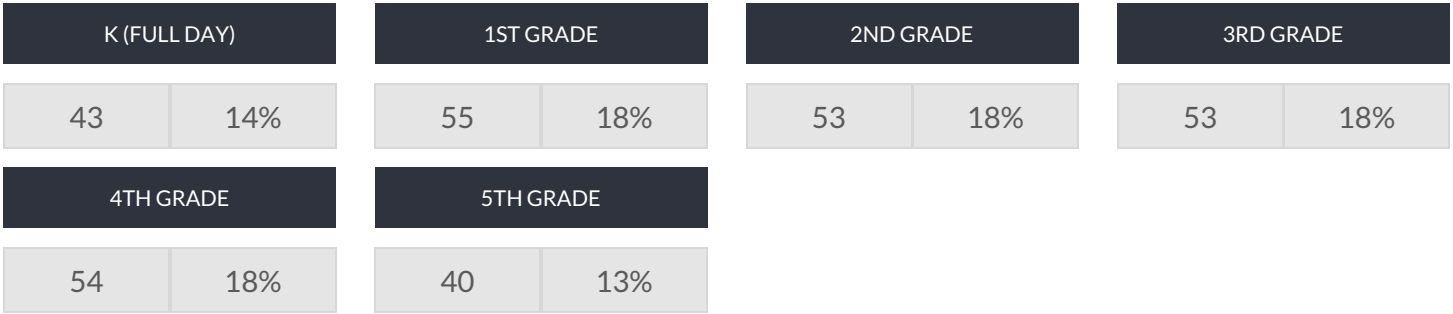 K (FULL DAY) 1ST GRADE 2ND GRADE 3RD GRADE
43 14% 55 18% 53 18% 53 18%
4TH GRADE 5TH GRADE
54 18% 40 13%